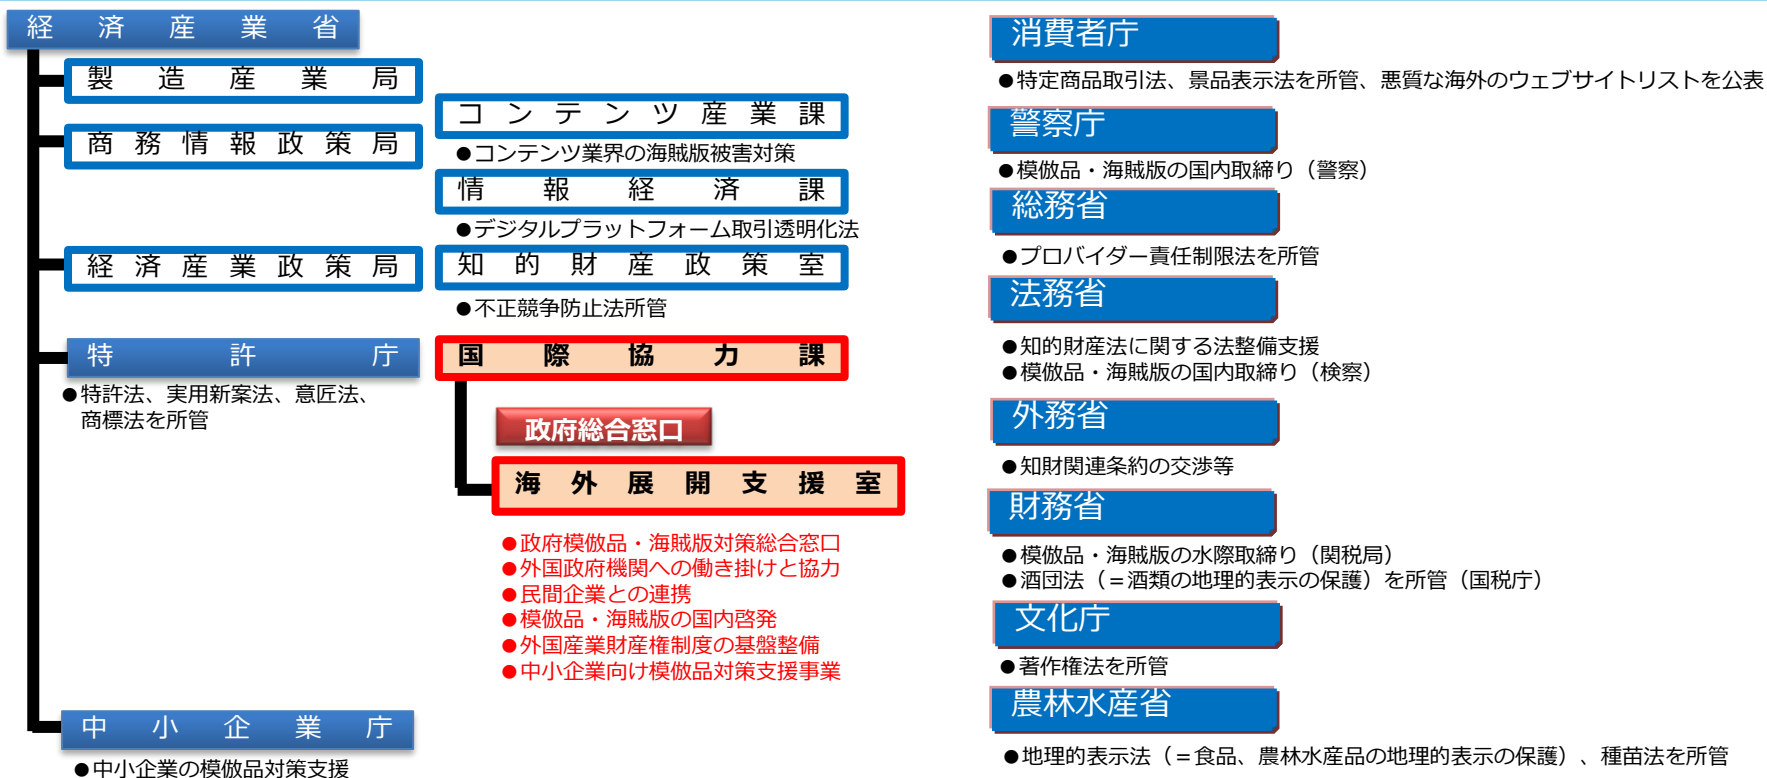 経済産業省
製造産業局
商務情報政策局
コンテンツ産業課
●コンテンツ業界の海賊版被害対策
情報経済課
●デジタルプラットフォーム取引透明化法
経済産業政策局
知的財産政策室
●不正競争防止法所管
特許庁
●特許法、実用新案法、意匠法、
商標法を所管
国際協力課
政府総合窓口
海外展開支援室
●政府模倣品・海賊版対策総合窓口
●外国政府機関への働き掛けと協力
●民間企業との連携
●模倣品・海賊版の国内啓発
●外国産業財産権制度の基盤整備
●中小企業向け模倣品対策支援事業
中小企業庁
●中小企業の模倣品対策支援
消費者庁
●特定商品取引法、景品表示法を所管、悪質な海外のウェブサイトリストを公表
警察庁
●模倣品・海賊版の国内取締り（警察）
総務省
●プロバイダー責任制限法を所管
法務省
●知的財産法に関する法整備支援
●模倣品・海賊版の国内取締り（検察）
外務省
●知財関連条約の交渉等
財務省
●模倣品・海賊版の水際取締り（関税局）
●酒団法（＝酒類の地理的表示の保護）を所管（国税庁）
文化庁
●著作権法を所管
農林水産省
●地理的表示法（＝食品、農林水産品の地理的表示の保護）、種苗法を所管